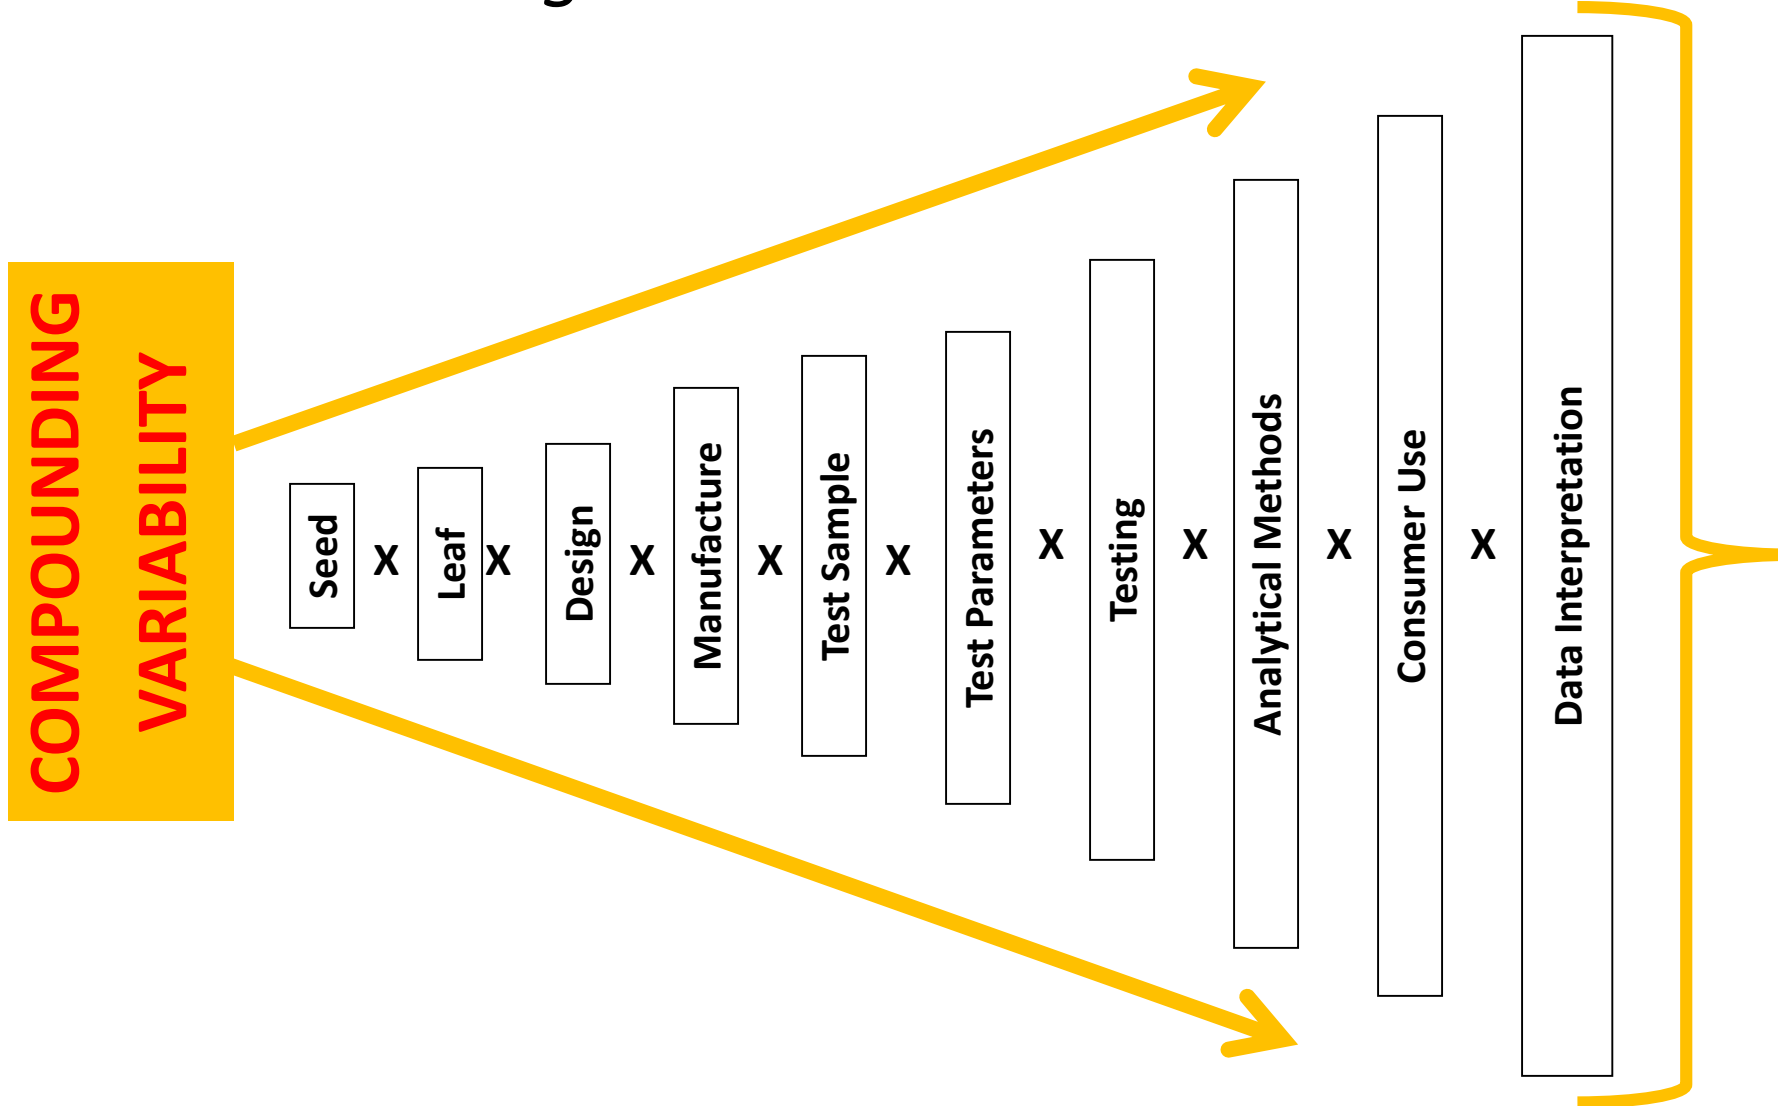 COMPOUNDING
VARIABILITY
Seed
X
Leaf
X
Design
X
Manufacture
X
Test Sample
X
Test Parameters
X
Testing
X
Analytical Methods
X
Consumer Use
X
Data Interpretation